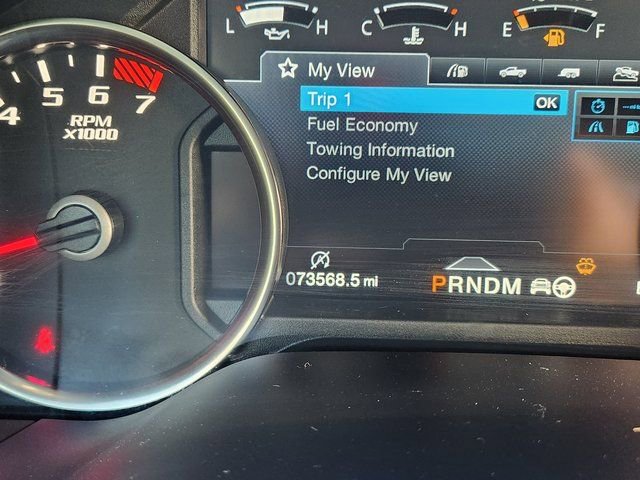 L H C H E F
My View
Trip 1 OK
Fuel Economy
Towing Information
Configure My View
4 5 6 7
RPM
x1000
073568.5 mi
PRNDM